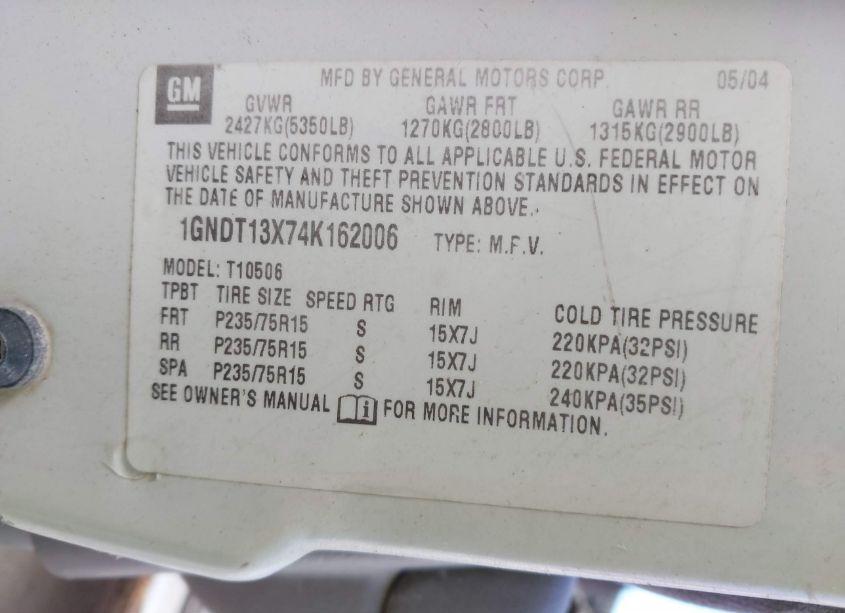 GM MFD BY GENERAL MOTORS CORP 05/04
GVWR GAWR FRT GAWR RR
2427KG(5350LB) 1270KG(2800LB) 1315KG(2900LB)
THIS VEHICLE CONFORMS TO ALL APPLICABLE U.S. FEDERAL MOTOR
VEHICLE SAFETY AND THEFT PREVENTION STANDARDS IN EFFECT ON
THE DATE OF MANUFACTURE SHOWN ABOVE.
1GNDT13X74K162006 TYPE: M.F.V.
MODEL: T10506
TPBT TIRE SIZE SPEED RTG RIM COLD TIRE PRESSURE
FRT P235/75R15 S 15X7J 220KPA(32PSI)
RR P235/75R15 S 15X7J 220KPA(32PSI)
SPA P235/75R15 S 15X7J 240KPA(35PSI)
SEE OWNER'S MANUAL i FOR MORE INFORMATION.